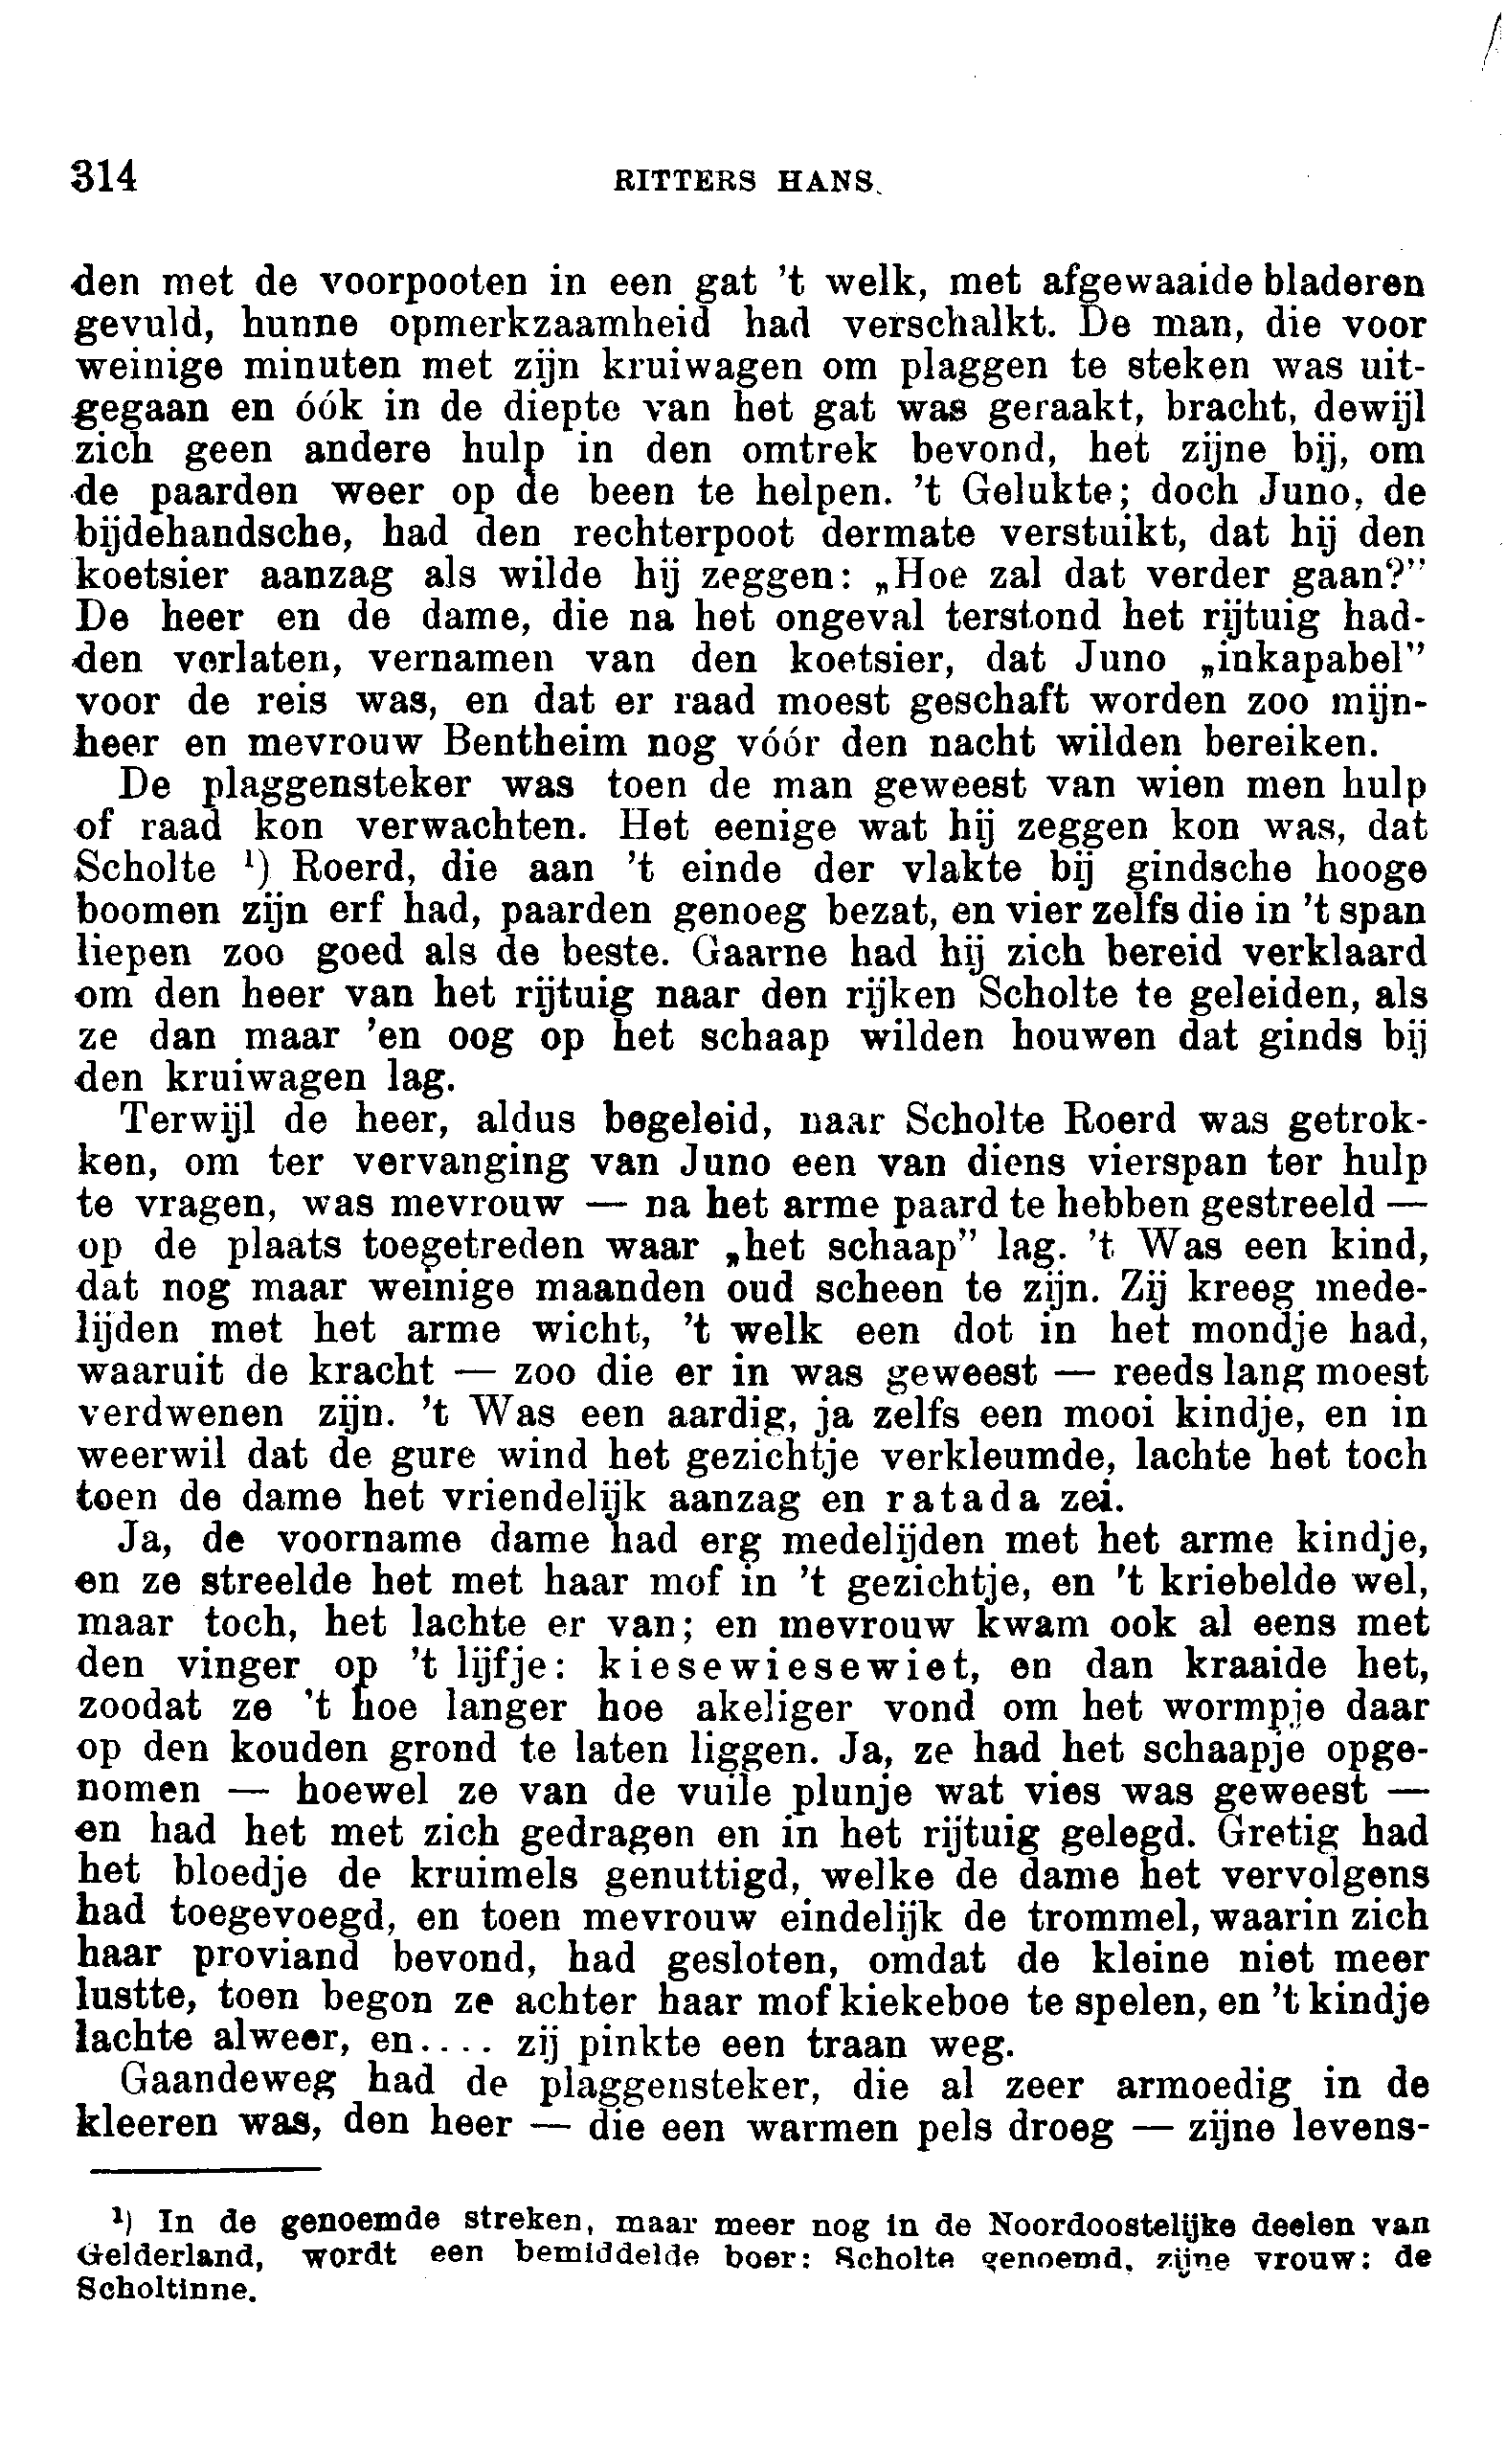 314
RITTERS HANS.
den met de voorpooten in een gat 't welk, met afgewaaide bladeren
gevuld, hunne opmerkzaamheid had verschalkt. De man, die voor
weinige minuten met zijn kruiwagen om plaggen te steken was uit-
gegaan en óók in de diepte van het gat was geraakt, bracht, dewijl
zich geen andere hulp in den omtrek bevond, het zijne bij, om
de paarden weer op de been te helpen. 't Gelukte; doch Juno, de
bijdehandsche, had den rechterpoot dermate verstuikt, dat hij den
koetsier aanzag als wilde hij zeggen: „Hoe zal dat verder gaan?"
De heer en de dame, die na het ongeval terstond het rijtuig had-
den verlaten, vernamen van den koetsier, dat Juno „inkapabel"
voor de reis was, en dat er raad moest geschaft worden zoo mijn-
heer en mevrouw Bentheim nog vóór den nacht wilden bereiken.
De plaggensteker was toen de man geweest van wien men hulp
of raad kon verwachten. Het eenige wat hij zeggen kon was, dat
Scholte ¹) Roerd, die aan 't einde der vlakte bij gindsche hooge
boomen zijn erf had, paarden genoeg bezat, en vier zelfs die in 't span
liepen zoo goed als de beste. Gaarne had hij zich bereid verklaard
om den heer van het rijtuig naar den rijken Scholte te geleiden, als
ze dan maar 'en oog op het schaap wilden houwen dat ginds bij
den kruiwagen lag.
Terwijl de heer, aldus begeleid, naar Scholte Roerd was getrok-
ken, om ter vervanging van Juno een van diens vierspan ter hulp
te vragen, was mevrouw — na het arme paard te hebben gestreeld —
op de plaats toegetreden waar „het schaap" lag. 't Was een kind,
dat nog maar weinige maanden oud scheen te zijn. Zij kreeg mede-
lijden met het arme wicht, 't welk een dot in het mondje had,
waaruit de kracht — zoo die er in was geweest — reeds lang moest
verdwenen zijn. 't Was een aardig, ja zelfs een mooi kindje, en in
weerwil dat de gure wind het gezichtje verkleumde, lachte het toch
toen de dame het vriendelijk aanzag en ratada zei.
Ja, de voorname dame had erg medelijden met het arme kindje,
en ze streelde het met haar mof in 't gezichtje, en 't kriebelde wel,
maar toch, het lachte er van; en mevrouw kwam ook al eens met
den vinger op 't lijfje: kiesewiesewiet, en dan kraaide het,
zoodat ze 't hoe langer hoe akeliger vond om het wormpje daar
op den kouden grond te laten liggen. Ja, ze had het schaapje opge-
nomen — hoewel ze van de vuile plunje wat vies was geweest —
en had het met zich gedragen en in het rijtuig gelegd. Gretig had
het bloedje de kruimels genuttigd, welke de dame het vervolgens
had toegevoegd, en toen mevrouw eindelijk de trommel, waarin zich
haar proviand bevond, had gesloten, omdat de kleine niet meer
lustte, toen begon ze achter haar mof kiekeboe te spelen, en 't kindje
lachte alweer, en.... zij pinkte een traan weg.
Gaandeweg had de plaggensteker, die al zeer armoedig in de
kleeren was, den heer — die een warmen pels droeg — zijne levens-
¹) In de genoemde streken, maar meer nog in de Noordoostelijke deelen van
Gelderland, wordt een bemiddelde boer: Scholte genoemd, zijne vrouw: de
Scholtinne.